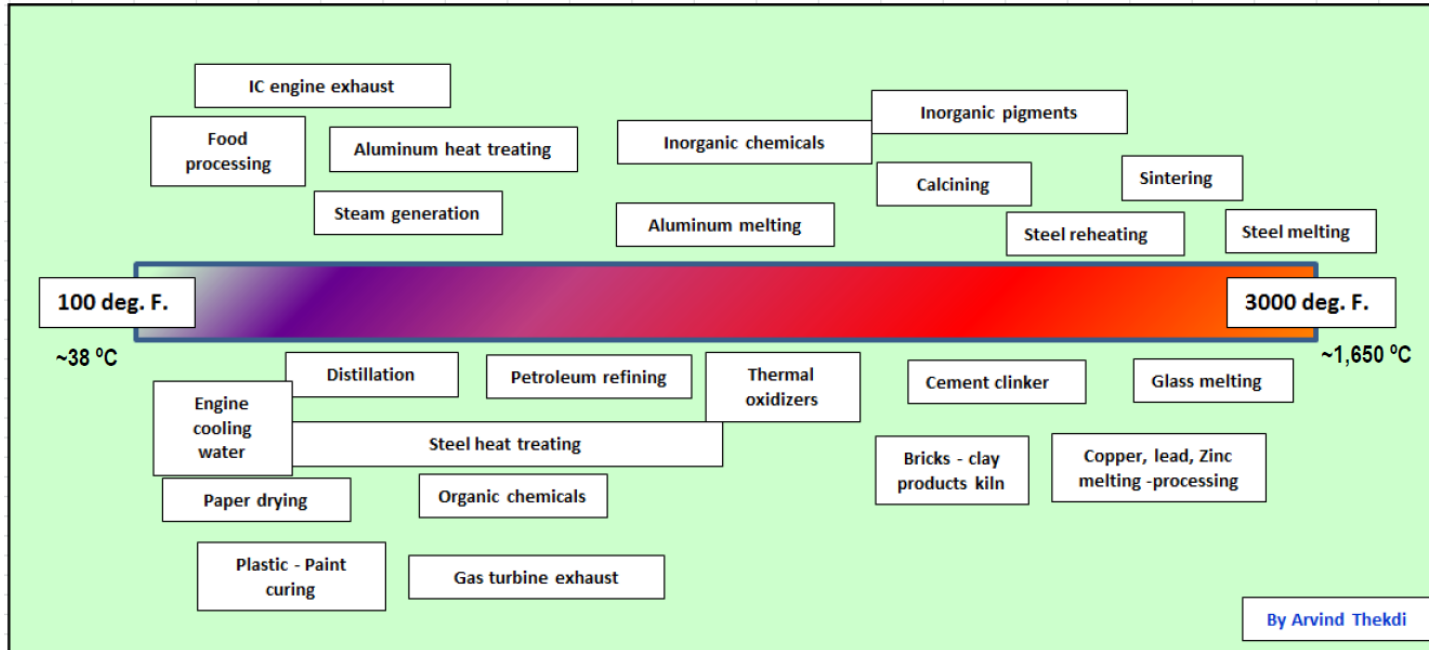 IC engine exhaust
Food
processing
Aluminum heat treating
Inorganic chemicals
Inorganic pigments
Calcining
Sintering
Steam generation
Aluminum melting
Steel reheating
Steel melting
100 deg. F.
3000 deg. F.
~38 ⁰C
~1,650 ⁰C
Distillation
Petroleum refining
Thermal
oxidizers
Cement clinker
Glass melting
Engine
cooling
water
Steel heat treating
Bricks - clay
products kiln
Copper, lead, Zinc
melting -processing
Paper drying
Organic chemicals
Plastic - Paint
curing
Gas turbine exhaust
By Arvind Thekdi